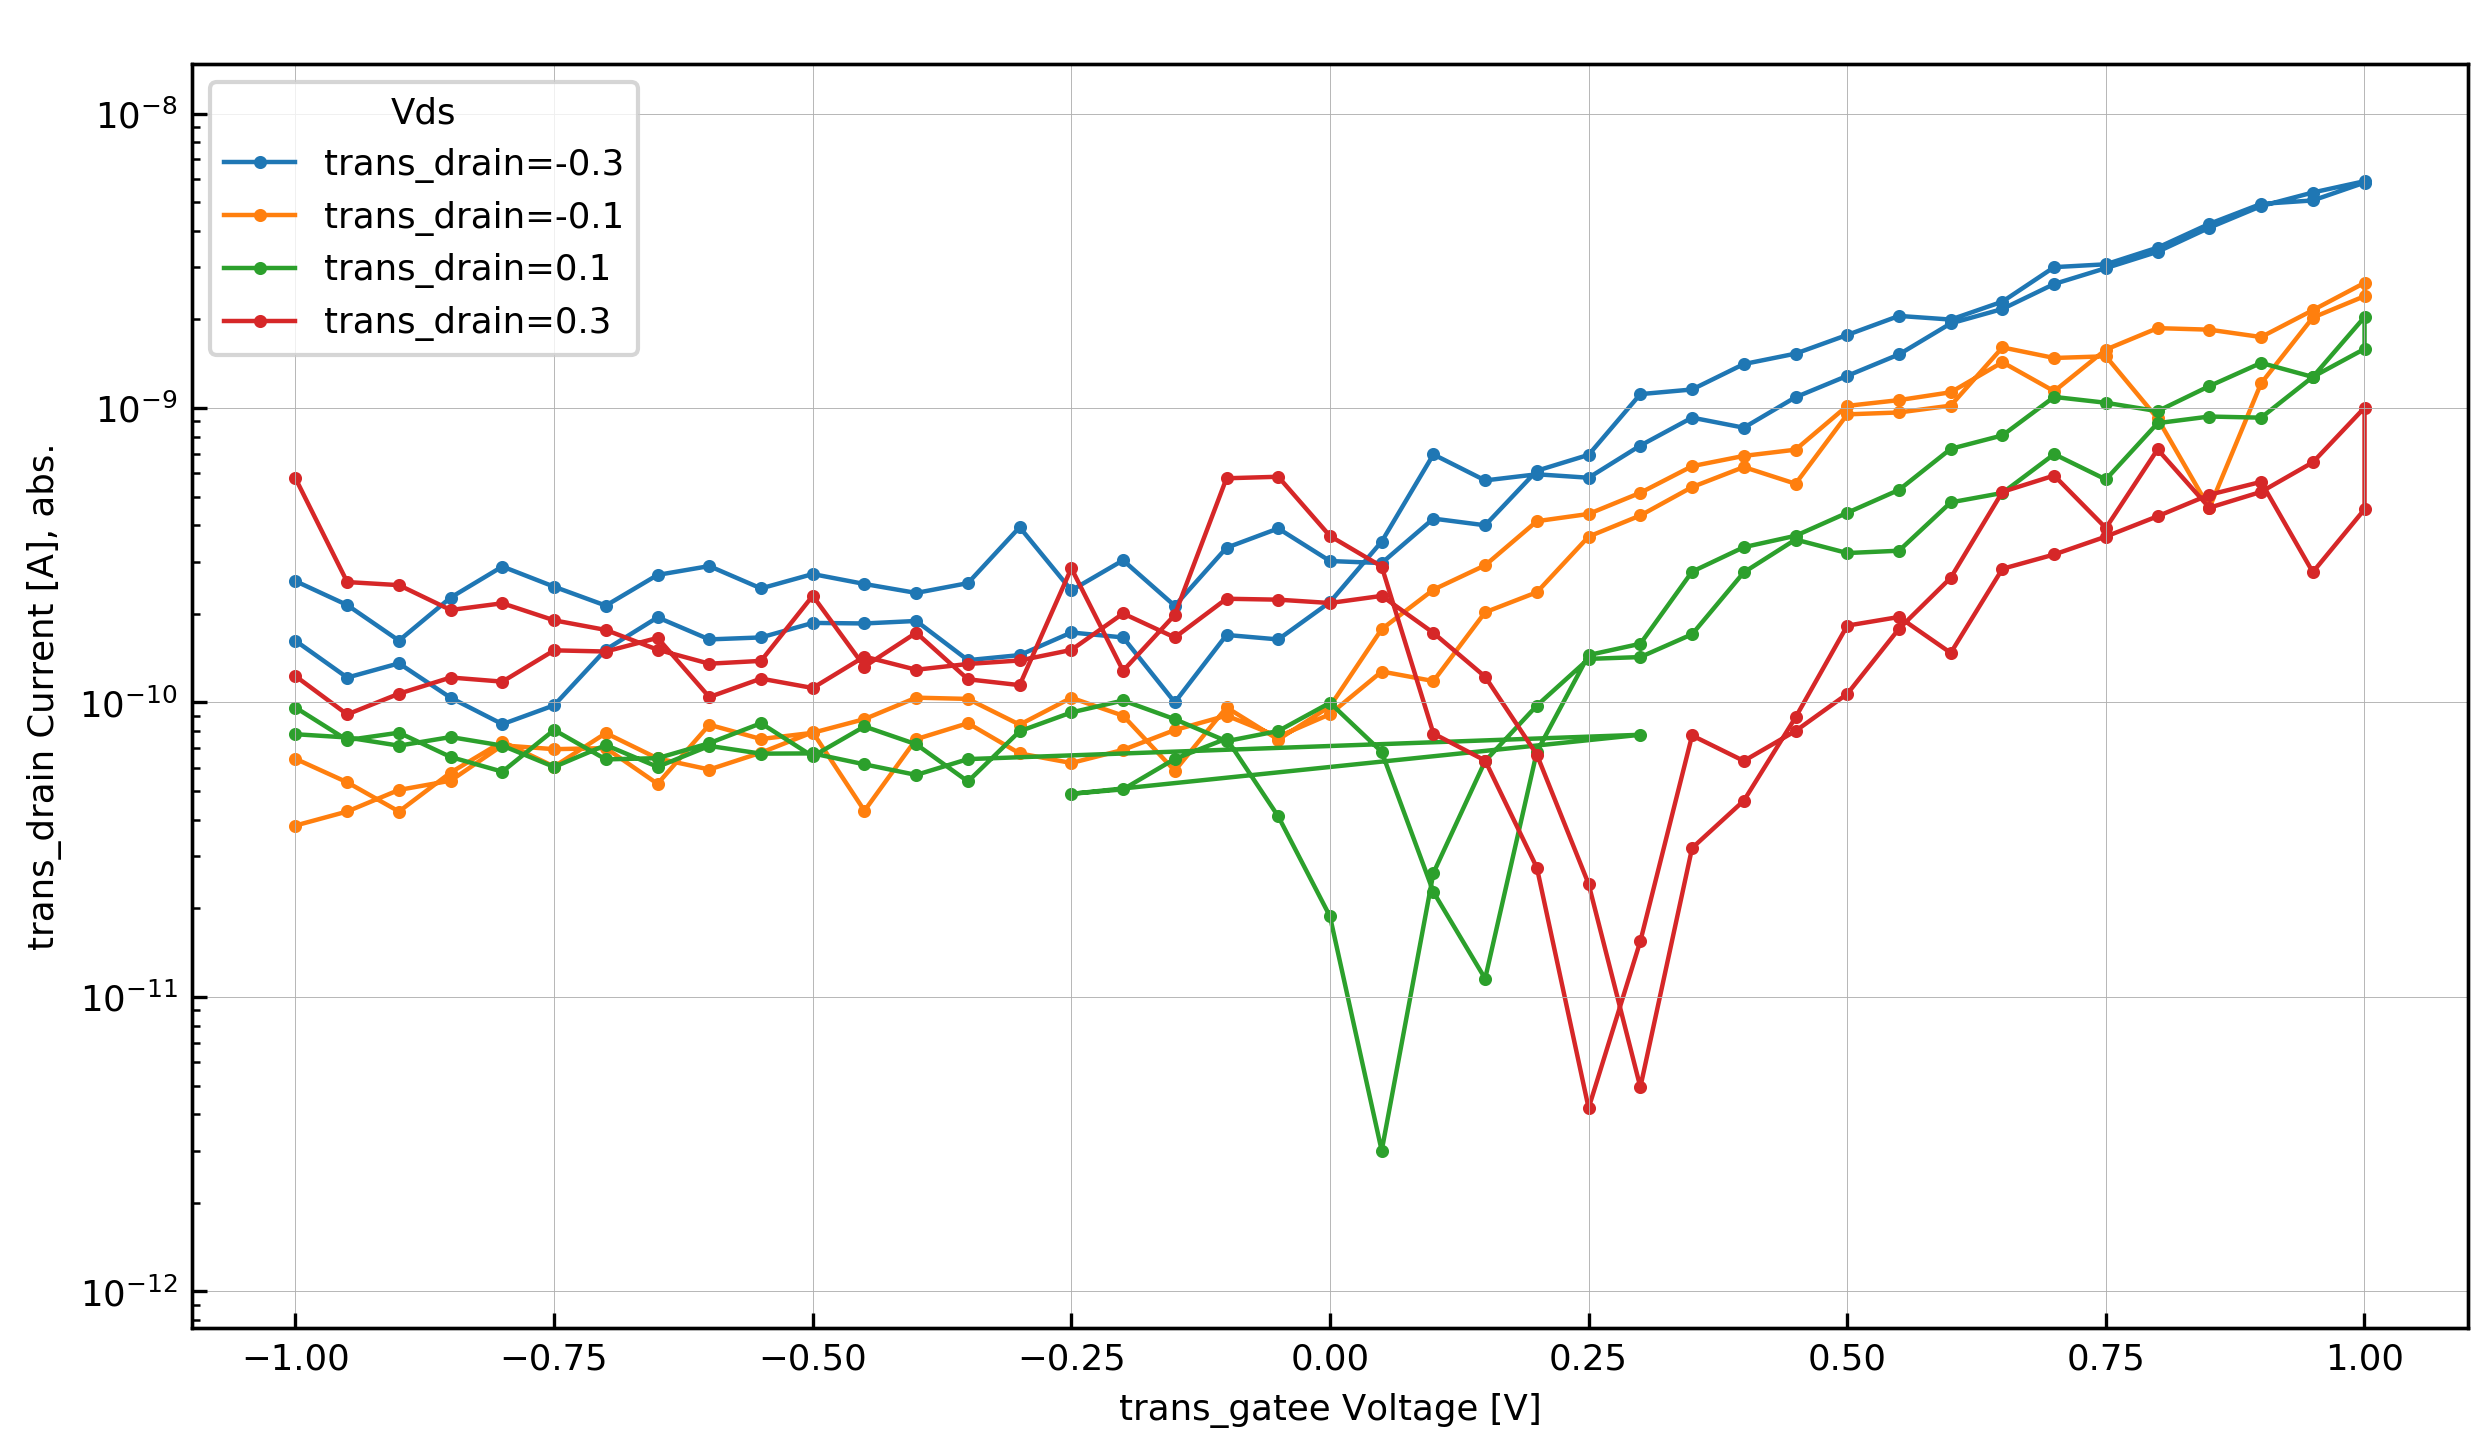 Vds
trans_drain=-0.3
trans_drain=-0.1
trans_drain=0.1
trans_drain=0.3
10⁻⁸
10⁻⁹
10⁻¹⁰
10⁻¹¹
10⁻¹²
trans_drain Current [A], abs.
−1.00 −0.75 −0.50 −0.25 0.00 0.25 0.50 0.75 1.00
trans_gatee Voltage [V]